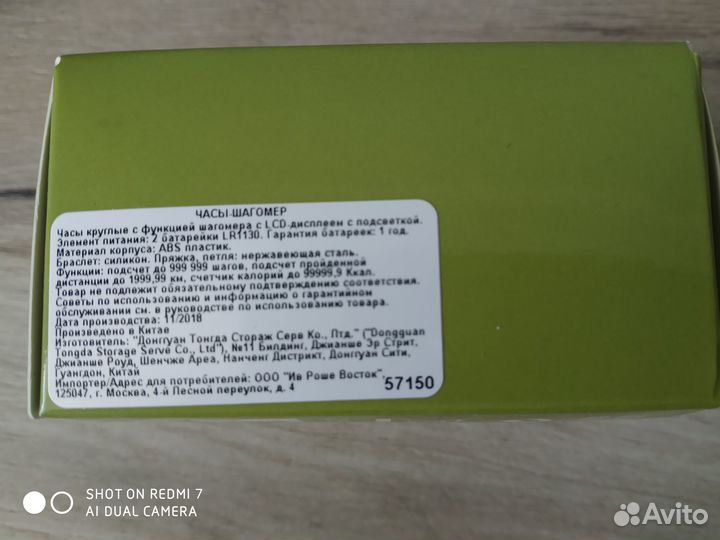 ЧАСЫ-ШАГОМЕР
Часы круглые с функцией шагомера с LCD-дисплеем с подсветкой.
Элемент питания: 2 батарейки LR1130. Гарантия батареек: 1 год.
Материал корпуса: ABS пластик.
Браслет: силикон. Пряжка, петля: нержавеющая сталь.
Функции: подсчет до 999 999 шагов, подсчет пройденной
дистанции до 1999,99 км, счетчик калорий до 99999,9 Ккал.
Товар не подлежит обязательному подтверждению соответствия.
Советы по использованию и информацию о гарантийном
обслуживании см. в руководстве по использованию товара.
Дата производства: 11/2018
Произведено в Китае
Изготовитель: "Донггуан Тонгда Стораж Серв Ко., Лтд." ("Dongguan
Tongda Storage Serve Co., Ltd"), №11 Билдинг, Джианше Эр Стрит,
Джианше Роуд, Шенчже Ареа, Нанченг Дистрикт, Донггуан Сити,
Гуангдон, Китай
Импортер/Адрес для потребителей: ООО "Ив Роше Восток",
125047, г. Москва, 4-й Лесной переулок, д. 4
57150
SHOT ON REDMI 7
AI DUAL CAMERA
Avito